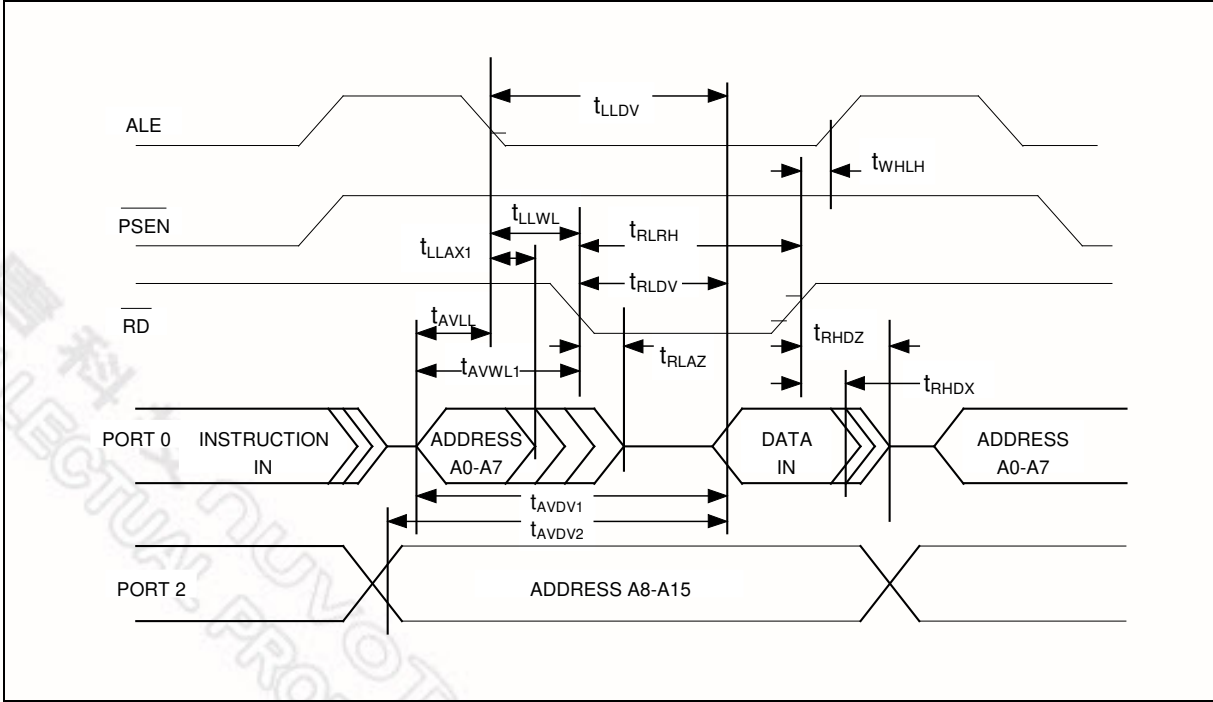 ALE
tLLDV
tWHLH
PSEN
tLLWL
tRLRH
tLLAX1
tRLDV
RD
tAVLL
tRHDZ
tAVWL1
tRLAZ
tRHDX
PORT 0
INSTRUCTION
IN
ADDRESS
A0-A7
DATA
IN
ADDRESS
A0-A7
tAVDV1
tAVDV2
PORT 2
ADDRESS A8-A15